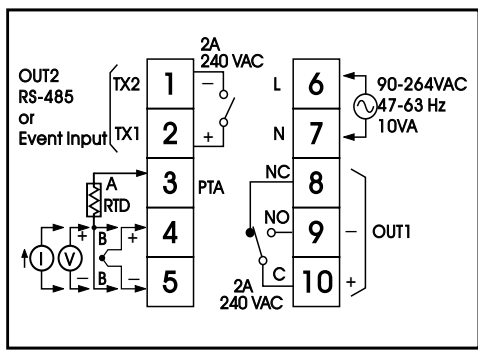 2A
240 VAC
OUT2
RS-485
or
Event Input
TX2
TX1
1
2
3
4
5
–
+
PTA
A
RTD
B
B
+
–
+
–
I
V
L
N
6
7
8
9
10
90-264VAC
47-63 Hz
10VA
NC
NO
C
–
+
OUT1
2A
240 VAC